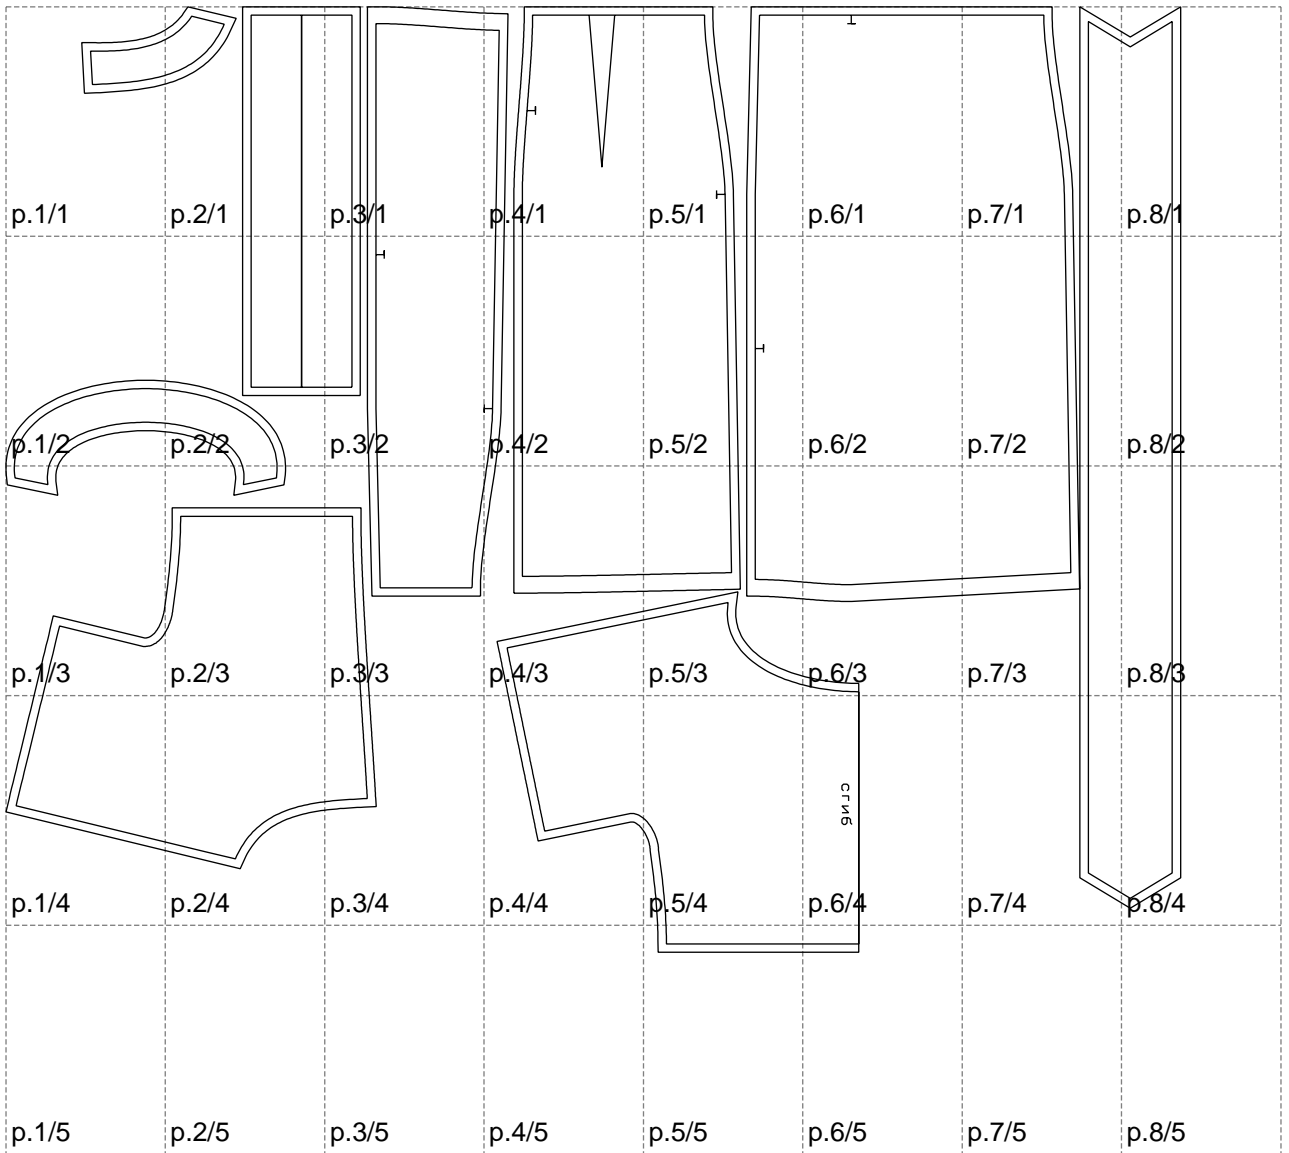 p.1/1 p.2/1 p.3/1 p.4/1 p.5/1 p.6/1 p.7/1 p.8/1
p.1/2 p.2/2 p.3/2 p.4/2 p.5/2 p.6/2 p.7/2 p.8/2
p.1/3 p.2/3 p.3/3 p.4/3 p.5/3 p.6/3 p.7/3 p.8/3
сгиб
p.1/4 p.2/4 p.3/4 p.4/4 p.5/4 p.6/4 p.7/4 p.8/4
p.1/5 p.2/5 p.3/5 p.4/5 p.5/5 p.6/5 p.7/5 p.8/5